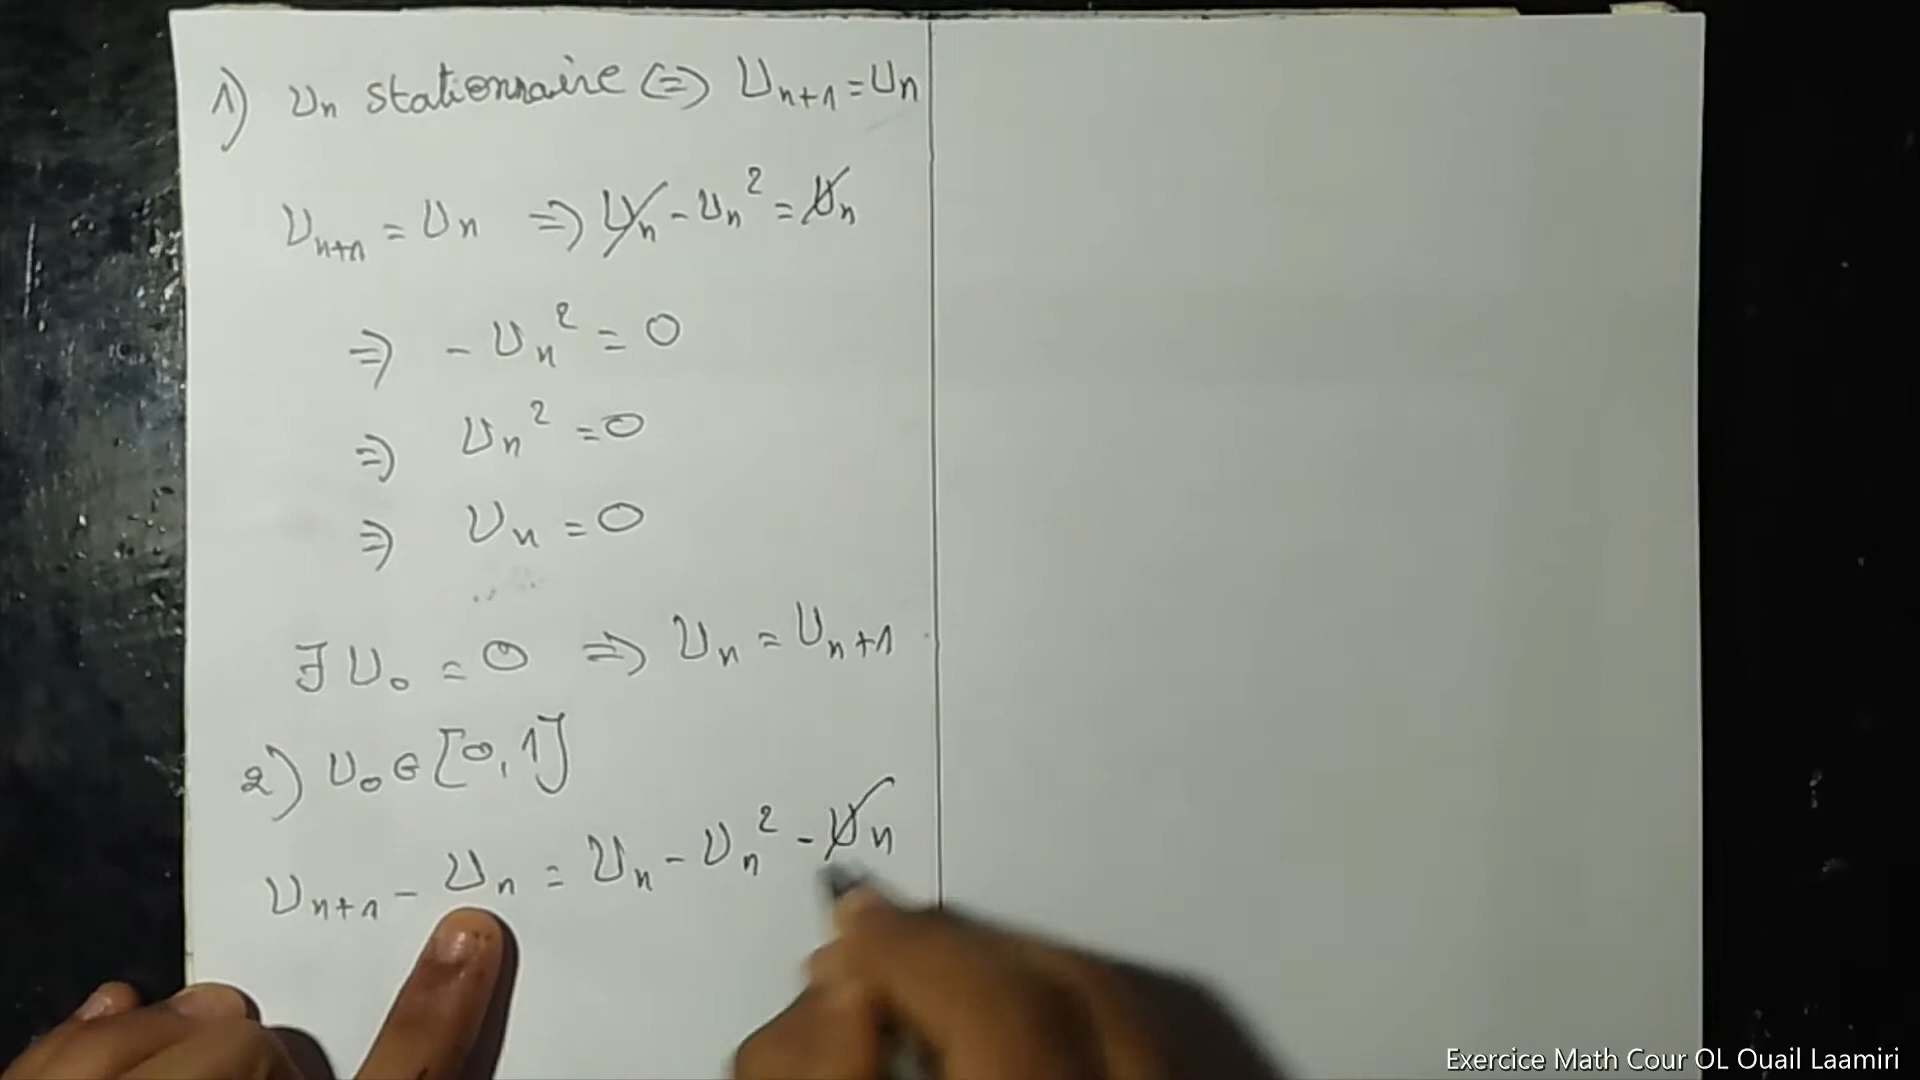 1) Un stationnaire <=> Un+1 = Un
Un+1 = Un => Un - Un² = Un
=> - Un² = 0
=> Un² = 0
=> Un = 0
∃ U0 = 0 => Un = Un+1
2) U0 ∈ [0,1]
Un+1 - Un = Un - Un² - Un
Exercice Math Cour OL Ouail Laamiri